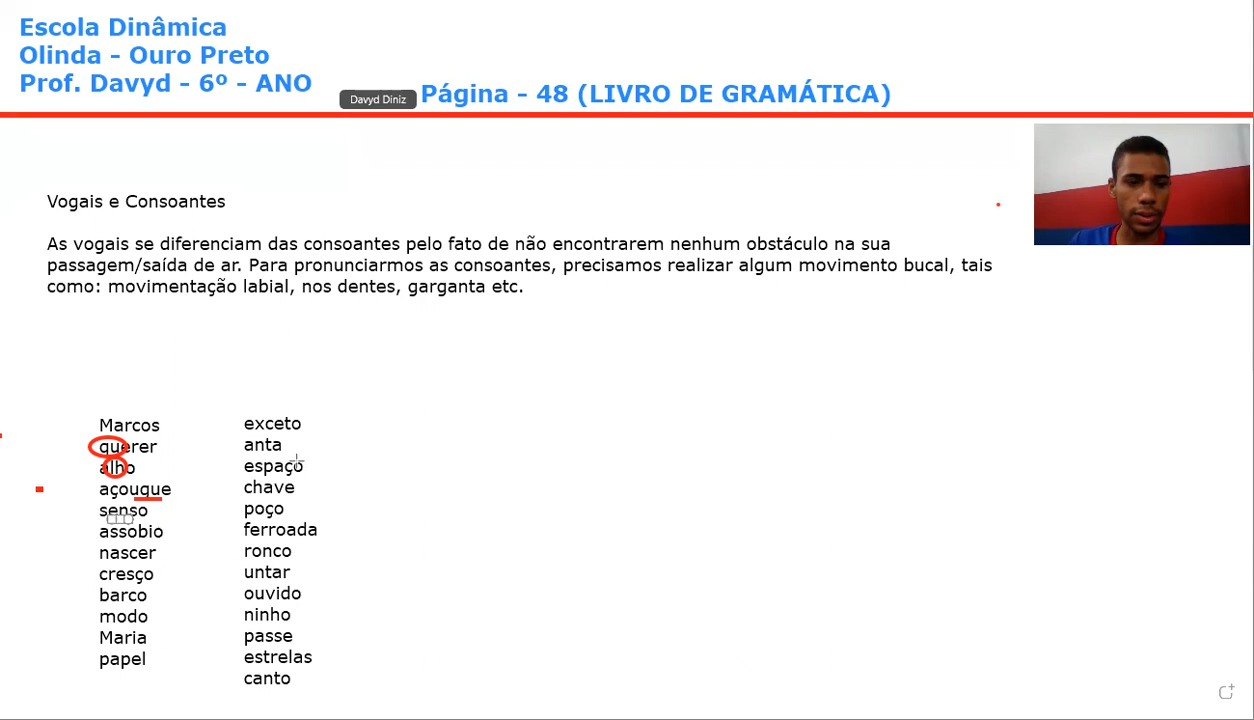 Escola Dinâmica
Olinda - Ouro Preto
Prof. Davyd - 6º - ANO
Davyd Diniz
Página - 48 (LIVRO DE GRAMÁTICA)
Vogais e Consoantes
As vogais se diferenciam das consoantes pelo fato de não encontrarem nenhum obstáculo na sua
passagem/saída de ar. Para pronunciarmos as consoantes, precisamos realizar algum movimento bucal, tais
como: movimentação labial, nos dentes, garganta etc.
Marcos
querer
alho
açougue
senso
assobio
nascer
cresço
barco
modo
Maria
papel
exceto
anta
espaço
chave
poço
ferroada
ronco
untar
ouvido
ninho
passe
estrelas
canto